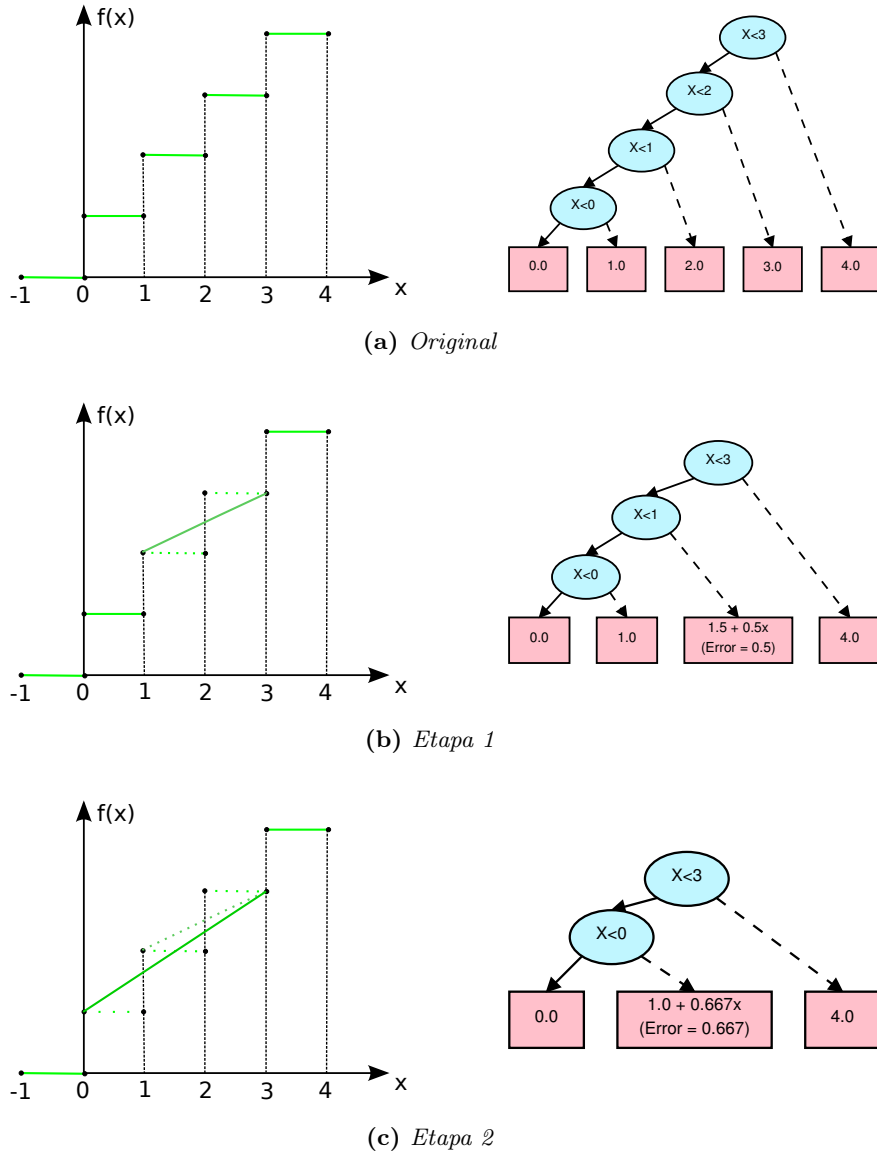 f(x)
-1 0 1 2 3 4 x
X<3
X<2
X<1
X<0
0.0 1.0 2.0 3.0 4.0
(a) Original
f(x)
-1 0 1 2 3 4 x
X<3
X<1
X<0
0.0 1.0 1.5 + 0.5x 4.0
(Error = 0.5)
(b) Etapa 1
f(x)
-1 0 1 2 3 4 x
X<3
X<0
0.0 1.0 + 0.667x 4.0
(Error = 0.667)
(c) Etapa 2